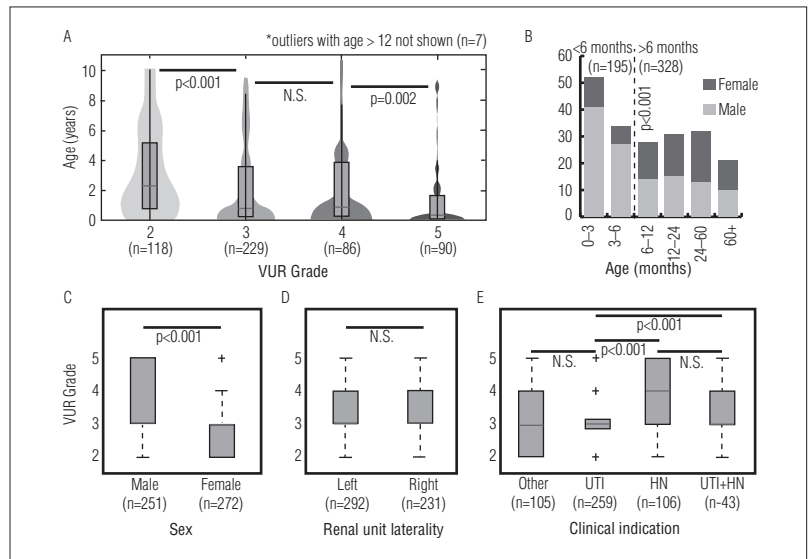 A
*outliers with age > 12 not shown (n=7)
10
8
6
4
2
0
Age (years)
p<0.001
N.S.
p=0.002
2
3
4
5
(n=118)
(n=229)
(n=86)
(n=90)
VUR Grade
B
<6 months
>6 months
(n=195)
(n=328)
60
50
40
30
20
10
0
p<0.001
Female
Male
0–3
3–6
6–12
12–24
24–60
60+
Age (months)
C
VUR Grade
5
4
3
2
p<0.001
Male
Female
(n=251)
(n=272)
Sex
D
N.S.
5
4
3
2
Left
Right
(n=292)
(n=231)
Renal unit laterality
E
p<0.001
p<0.001
N.S.
N.S.
5
4
3
2
Other
UTI
HN
UTI+HN
(n=105)
(n=259)
(n=106)
(n-43)
Clinical indication